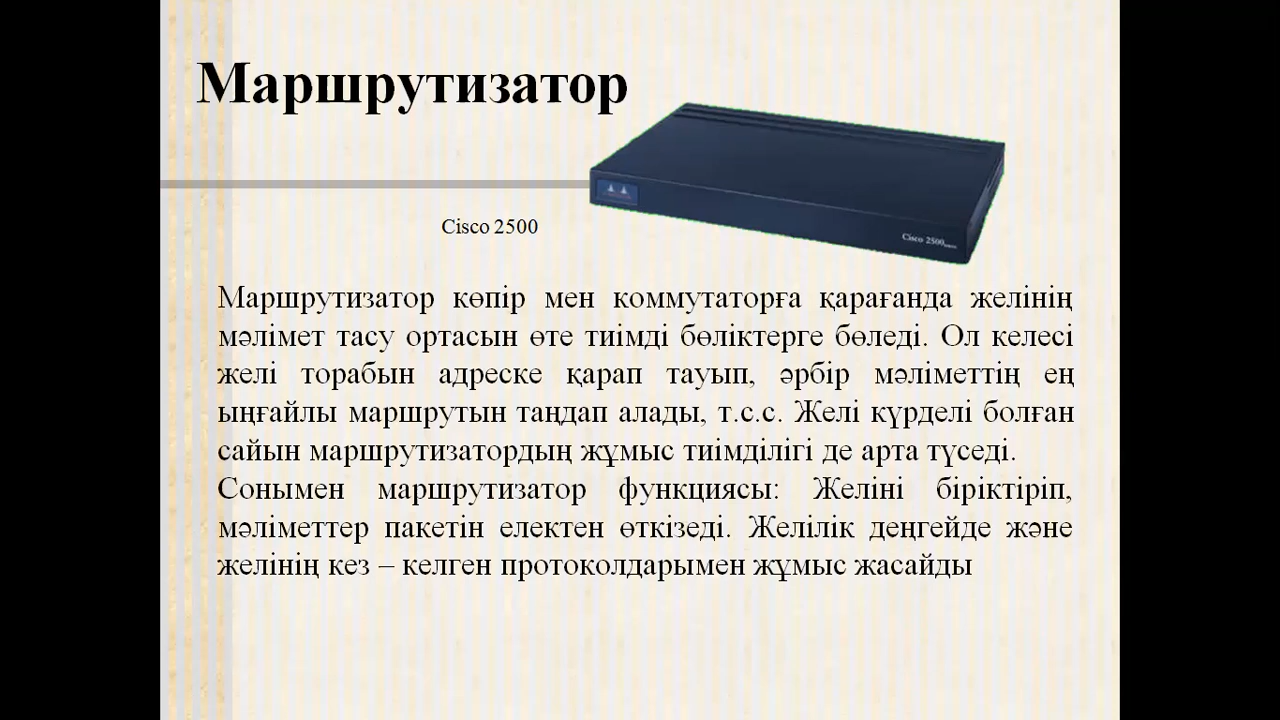 Маршрутизатор
Cisco 2500
Cisco 2500
Маршрутизатор көпір мен коммутаторға қарағанда желінің
мәлімет тасу ортасын өте тиімді бөліктерге бөледі. Ол келесі
желі торабын адреске қарап тауып, әрбір мәліметтің ең
ыңғайлы маршрутын таңдап алады, т.с.с. Желі күрделі болған
сайын маршрутизатордың жұмыс тиімділігі де арта түседі.
Сонымен маршрутизатор функциясы: Желіні біріктіріп,
мәліметтер пакетін електен өткізеді. Желілік деңгейде және
желінің кез – келген протоколдарымен жұмыс жасайды